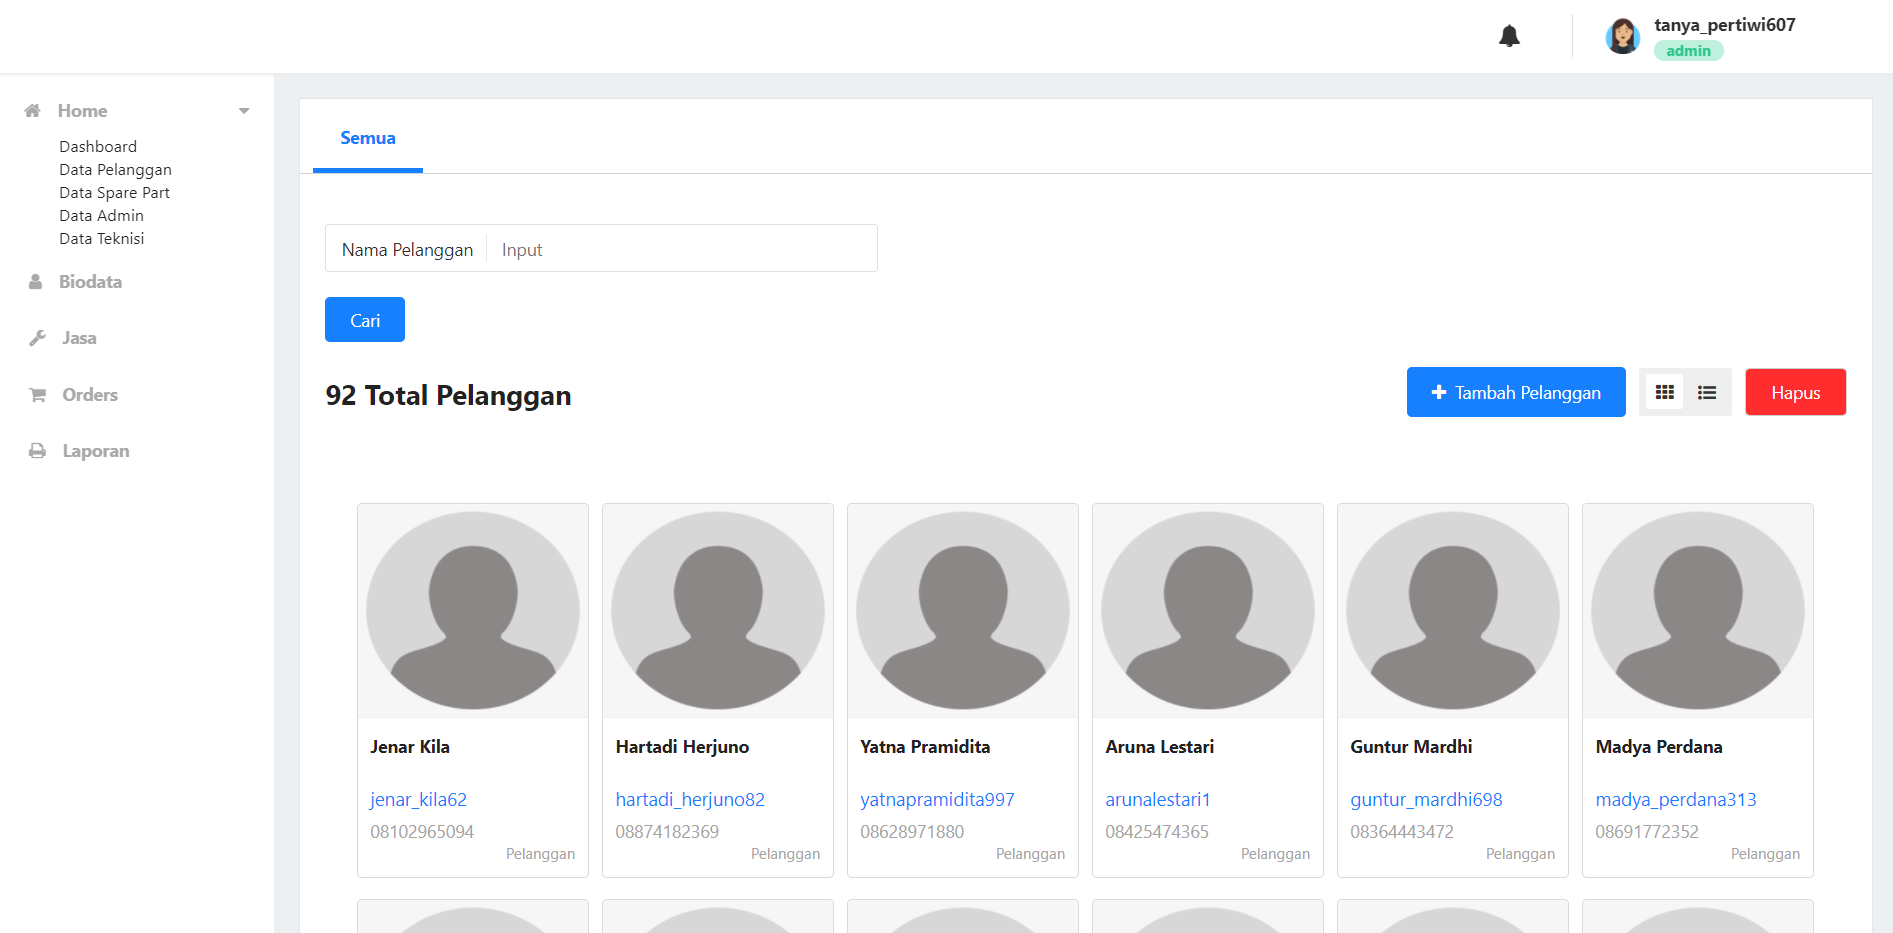 tanya_pertiwi607
admin
Home
Dashboard
Data Pelanggan
Data Spare Part
Data Admin
Data Teknisi
Biodata
Jasa
Orders
Laporan
Semua
Nama Pelanggan Input
Cari
92 Total Pelanggan
Tambah Pelanggan
Hapus
Jenar Kila
jenar_kila62
08102965094
Pelanggan
Hartadi Herjuno
hartadi_herjuno82
08874182369
Pelanggan
Yatna Pramidita
yatnapramidita997
08628971880
Pelanggan
Aruna Lestari
arunalestari1
08425474365
Pelanggan
Guntur Mardhi
guntur_mardhi698
08364443472
Pelanggan
Madya Perdana
madya_perdana313
08691772352
Pelanggan